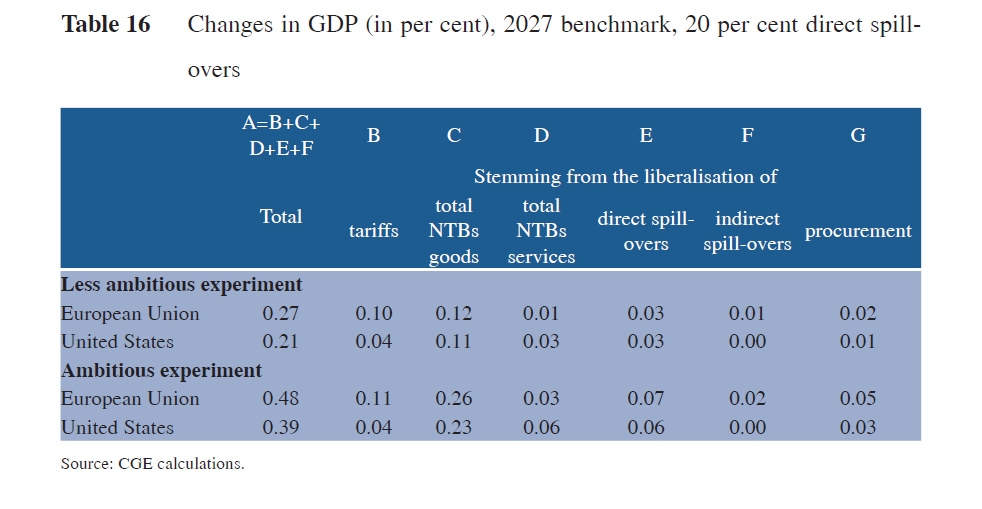 Table 16 Changes in GDP (in per cent), 2027 benchmark, 20 per cent direct spill-
overs
A=B+C+
D+E+F B C D E F G
Stemming from the liberalisation of
Total tariffs total NTBs goods total NTBs services direct spill-overs indirect spill-overs procurement
Less ambitious experiment
European Union 0.27 0.10 0.12 0.01 0.03 0.01 0.02
United States 0.21 0.04 0.11 0.03 0.03 0.00 0.01
Ambitious experiment
European Union 0.48 0.11 0.26 0.03 0.07 0.02 0.05
United States 0.39 0.04 0.23 0.06 0.06 0.00 0.03
Source: CGE calculations.